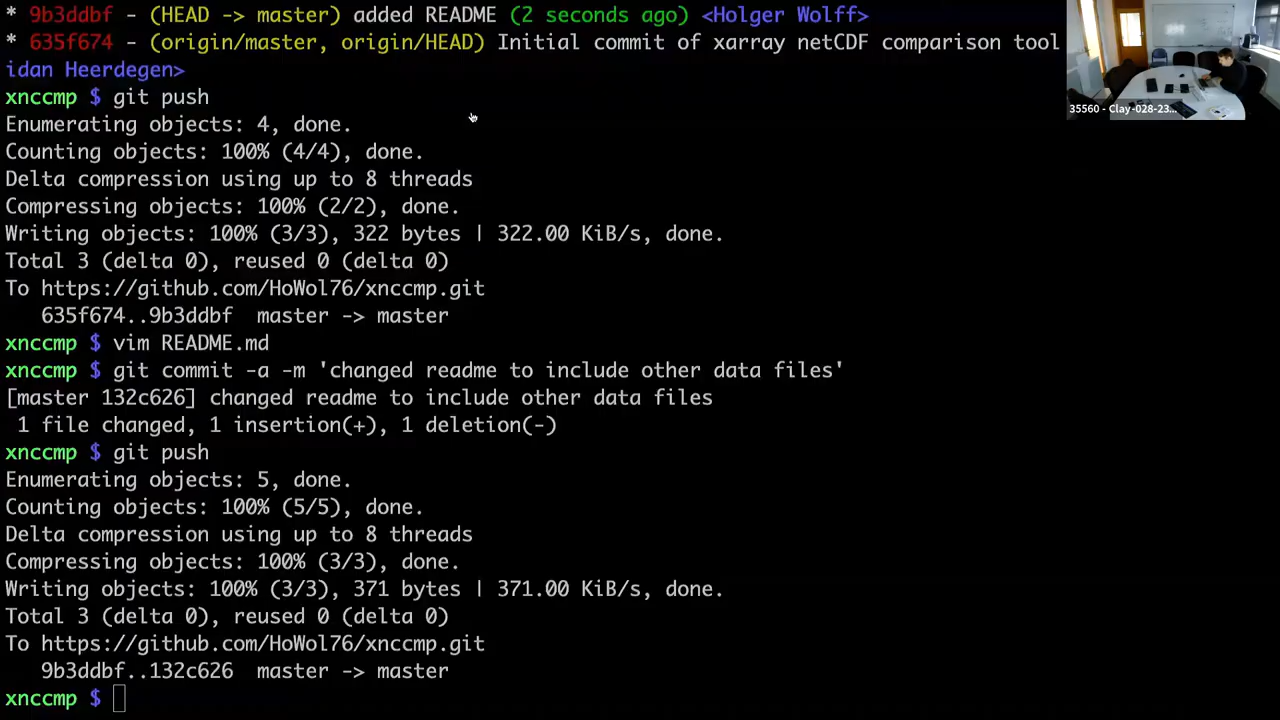 * 9b3ddbf - (HEAD -> master) added README (2 seconds ago) <Holger Wolff>
* 635f674 - (origin/master, origin/HEAD) Initial commit of xarray netCDF comparison tool
idan Heerdegen>
xnccmp $ git push
Enumerating objects: 4, done.
Counting objects: 100% (4/4), done.
Delta compression using up to 8 threads
Compressing objects: 100% (2/2), done.
Writing objects: 100% (3/3), 322 bytes | 322.00 KiB/s, done.
Total 3 (delta 0), reused 0 (delta 0)
To https://github.com/HoWol76/xnccmp.git
635f674..9b3ddbf  master -> master
xnccmp $ vim README.md
xnccmp $ git commit -a -m 'changed readme to include other data files'
[master 132c626] changed readme to include other data files
1 file changed, 1 insertion(+), 1 deletion(-)
xnccmp $ git push
Enumerating objects: 5, done.
Counting objects: 100% (5/5), done.
Delta compression using up to 8 threads
Compressing objects: 100% (3/3), done.
Writing objects: 100% (3/3), 371 bytes | 371.00 KiB/s, done.
Total 3 (delta 0), reused 0 (delta 0)
To https://github.com/HoWol76/xnccmp.git
9b3ddbf..132c626  master -> master
xnccmp $
35560 - Clay-028-23...